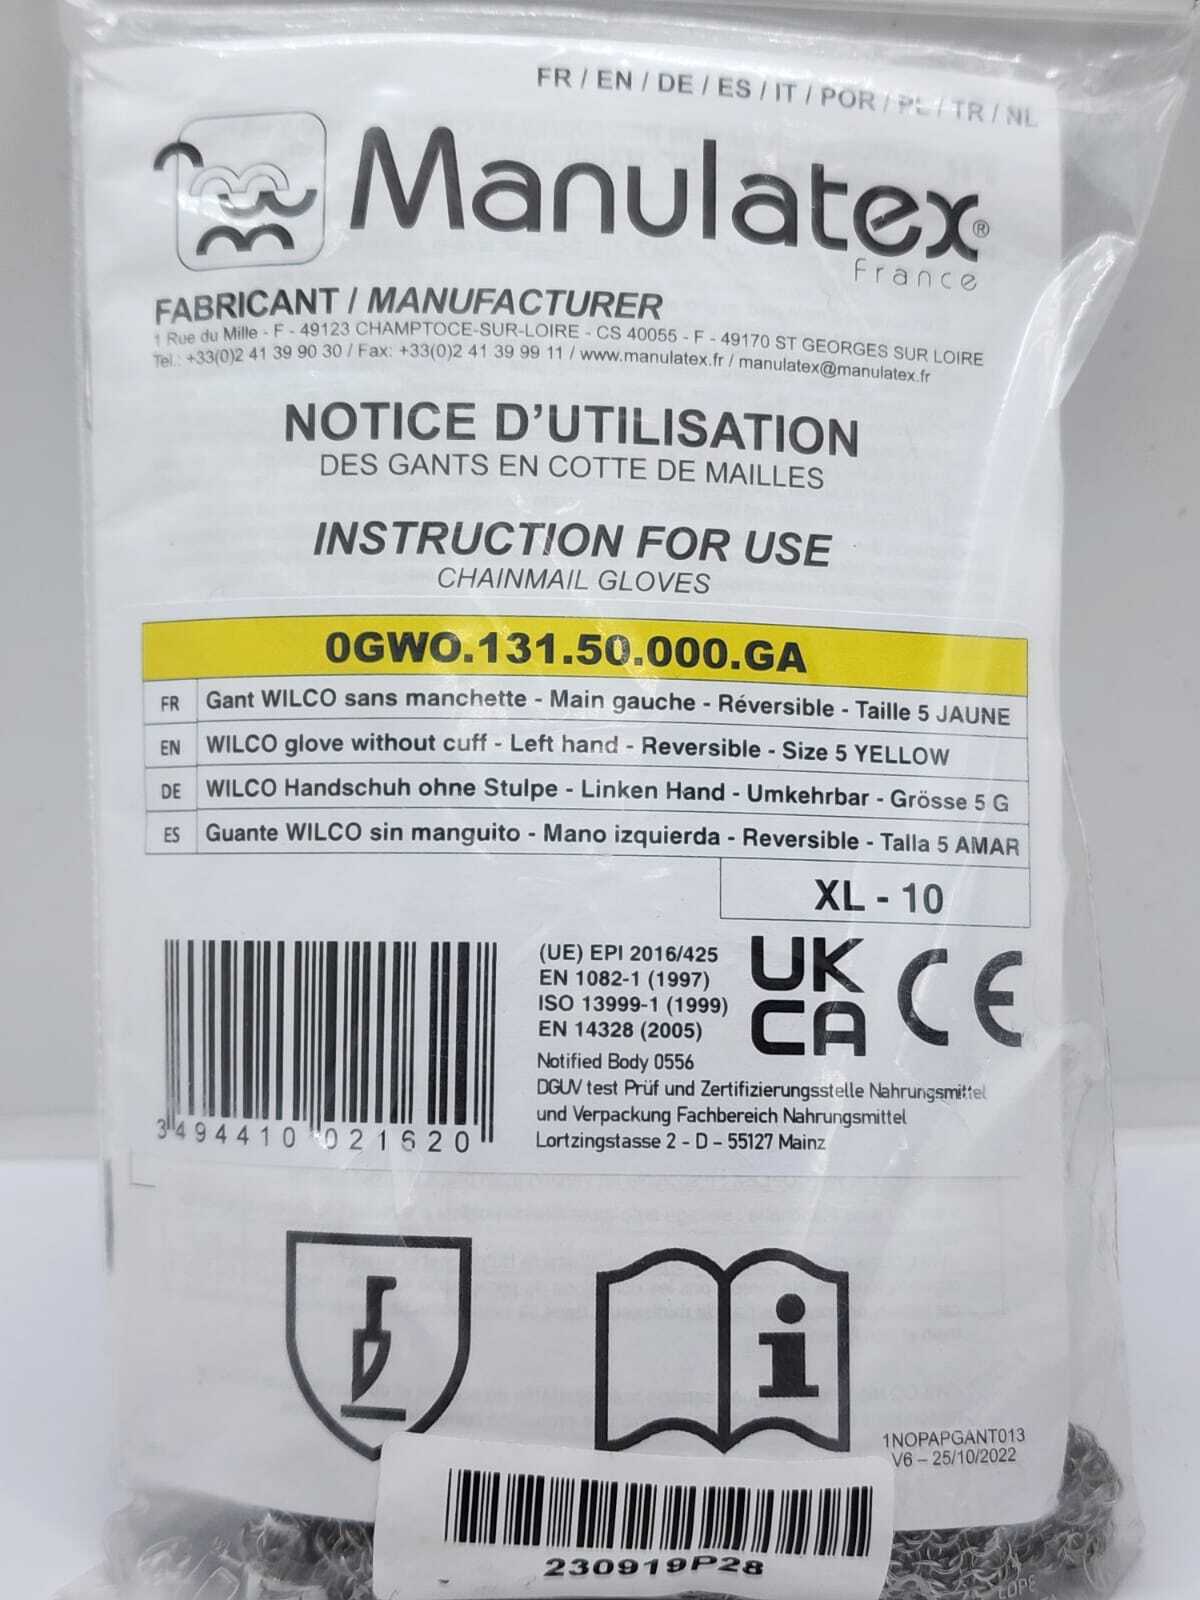 FR / EN / DE / ES / IT / POR / PL / TR / NL
Manulatex®
France
FABRICANT / MANUFACTURER
1 Rue du Mille - F - 49123 CHAMPTOCE-SUR-LOIRE - CS 40055 - F - 49170 ST GEORGES SUR LOIRE
Tel.: +33(0)2 41 39 90 30 / Fax: +33(0)2 41 39 99 11 / www.manulatex.fr / manulatex@manulatex.fr
NOTICE D’UTILISATION
DES GANTS EN COTTE DE MAILLES
INSTRUCTION FOR USE
CHAINMAIL GLOVES
0GWO.131.50.000.GA
FR Gant WILCO sans manchette - Main gauche - Réversible - Taille 5 JAUNE
EN WILCO glove without cuff - Left hand - Reversible - Size 5 YELLOW
DE WILCO Handschuh ohne Stulpe - Linken Hand - Umkehrbar - Grösse 5 G
ES Guante WILCO sin manguito - Mano izquierda - Reversible - Talla 5 AMAR
XL - 10
(UE) EPI 2016/425
EN 1082-1 (1997)
ISO 13999-1 (1999)
EN 14328 (2005)
UK
CA
CE
Notified Body 0556
DGUV test Prüf und Zertifizierungsstelle Nahrungsmittel
und Verpackung Fachbereich Nahrungsmittel
Lortzingstasse 2 - D - 55127 Mainz
3 494410 021620
i
1NOPAPGANT013
V6 – 25/10/2022
230919P28